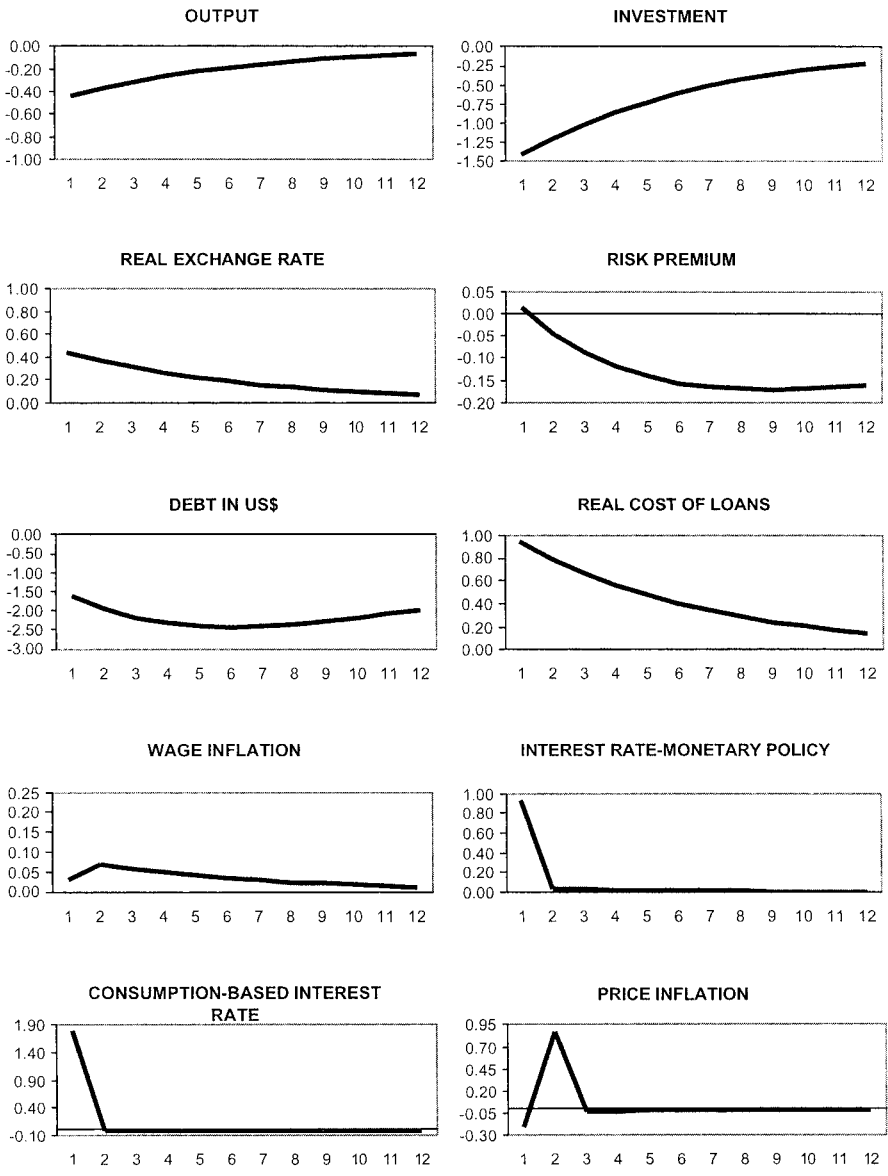 OUTPUT
0.00
-0.20
-0.40
-0.60
-0.80
-1.00
1 2 3 4 5 6 7 8 9 10 11 12
INVESTMENT
0.00
-0.25
-0.50
-0.75
-1.00
-1.25
-1.50
1 2 3 4 5 6 7 8 9 10 11 12
REAL EXCHANGE RATE
1.00
0.80
0.60
0.40
0.20
0.00
1 2 3 4 5 6 7 8 9 10 11 12
RISK PREMIUM
0.05
0.00
-0.05
-0.10
-0.15
-0.20
1 2 3 4 5 6 7 8 9 10 11 12
DEBT IN US$
0.00
-0.50
-1.00
-1.50
-2.00
-2.50
-3.00
1 2 3 4 5 6 7 8 9 10 11 12
REAL COST OF LOANS
1.00
0.80
0.60
0.40
0.20
0.00
1 2 3 4 5 6 7 8 9 10 11 12
WAGE INFLATION
0.25
0.20
0.15
0.10
0.05
0.00
1 2 3 4 5 6 7 8 9 10 11 12
INTEREST RATE-MONETARY POLICY
1.00
0.80
0.60
0.40
0.20
0.00
1 2 3 4 5 6 7 8 9 10 11 12
CONSUMPTION-BASED INTEREST
RATE
1.90
1.40
0.90
0.40
-0.10
1 2 3 4 5 6 7 8 9 10 11 12
PRICE INFLATION
0.95
0.70
0.45
0.20
-0.05
-0.30
1 2 3 4 5 6 7 8 9 10 11 12